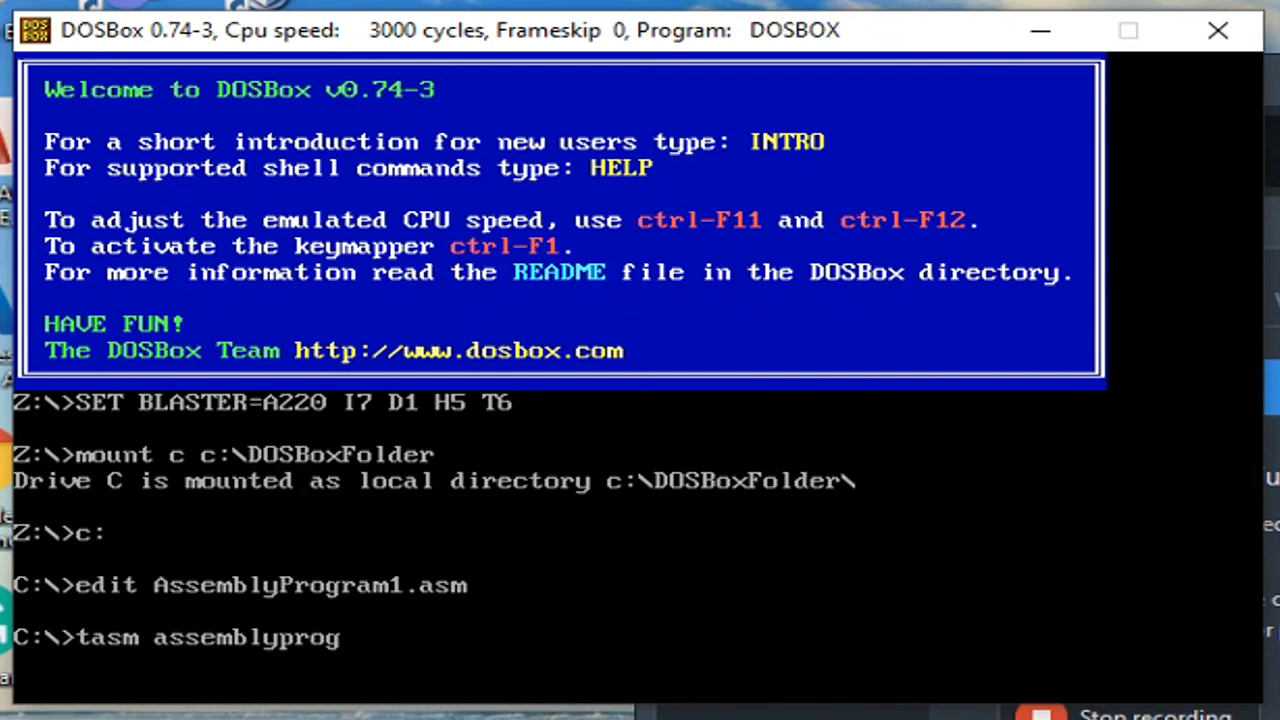 DOSBox 0.74-3, Cpu speed: 3000 cycles, Frameskip 0, Program: DOSBOX
Welcome to DOSBox v0.74-3
For a short introduction for new users type: INTRO
For supported shell commands type: HELP
To adjust the emulated CPU speed, use ctrl-F11 and ctrl-F12.
To activate the keymapper ctrl-F1.
For more information read the README file in the DOSBox directory.
HAVE FUN!
The DOSBox Team http://www.dosbox.com
Z:\>SET BLASTER=A220 I7 D1 H5 T6
Z:\>mount c c:\DOSBoxFolder
Drive C is mounted as local directory c:\DOSBoxFolder\
Z:\>c:
C:\>edit AssemblyProgram1.asm
C:\>tasm assemblyprog
Stop recording